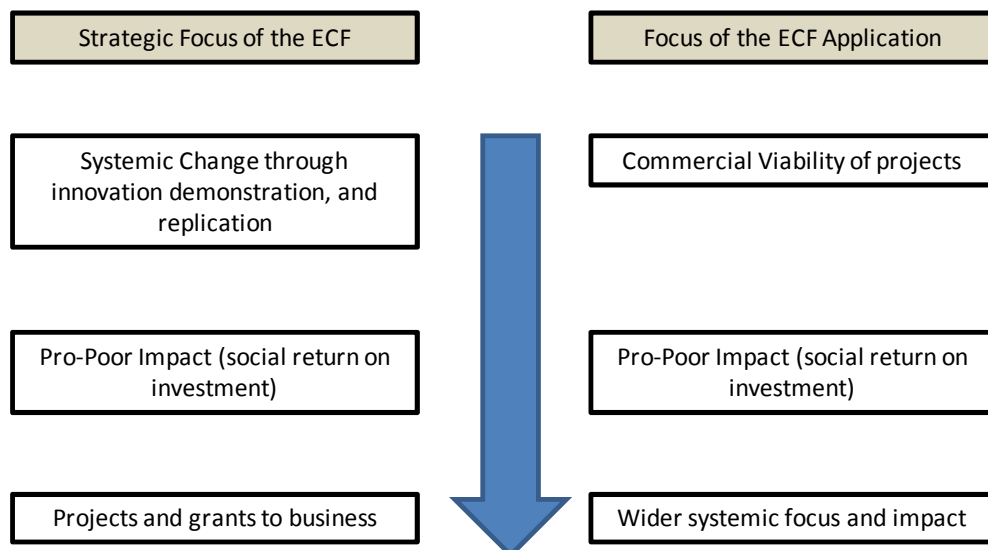 Strategic Focus of the ECF
Focus of the ECF Application
Systemic Change through
innovation demonstration, and
replication
Commercial Viability of projects
Pro-Poor Impact (social return on
investment)
Pro-Poor Impact (social return on
investment)
Projects and grants to business
Wider systemic focus and impact